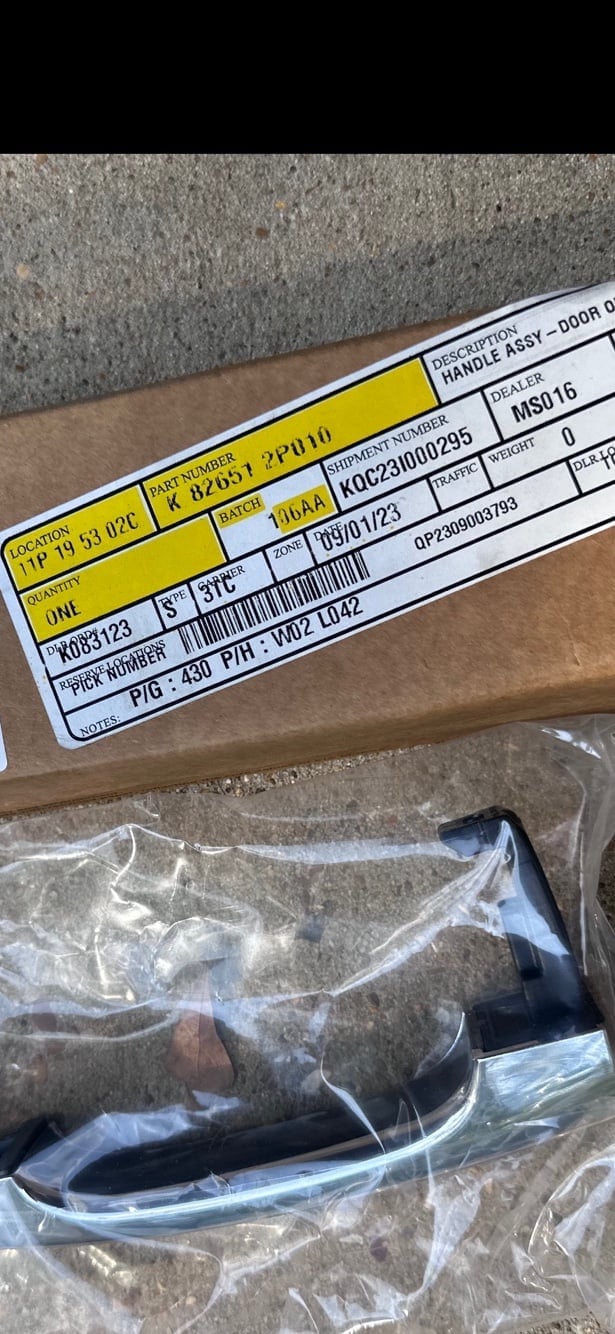 DESCRIPTION
HANDLE ASSY – DOOR
PART NUMBER
K 82651 2P010
LOCATION
11P 19 53 02C
DEALER
MS016
SHIPMENT NUMBER
KQC23I000295
BATCH
106AA
QUANTITY
ONE
WEIGHT
0
TRAFFIC
DATE
09/01/23
ZONE
CARRIER
3TC
TYPE
S
DLR ORD#
K083123
QP2309003793
RESERVE LOCATIONS
PICK NUMBER
P/G : 430 P/H : W02 L042
NOTES: